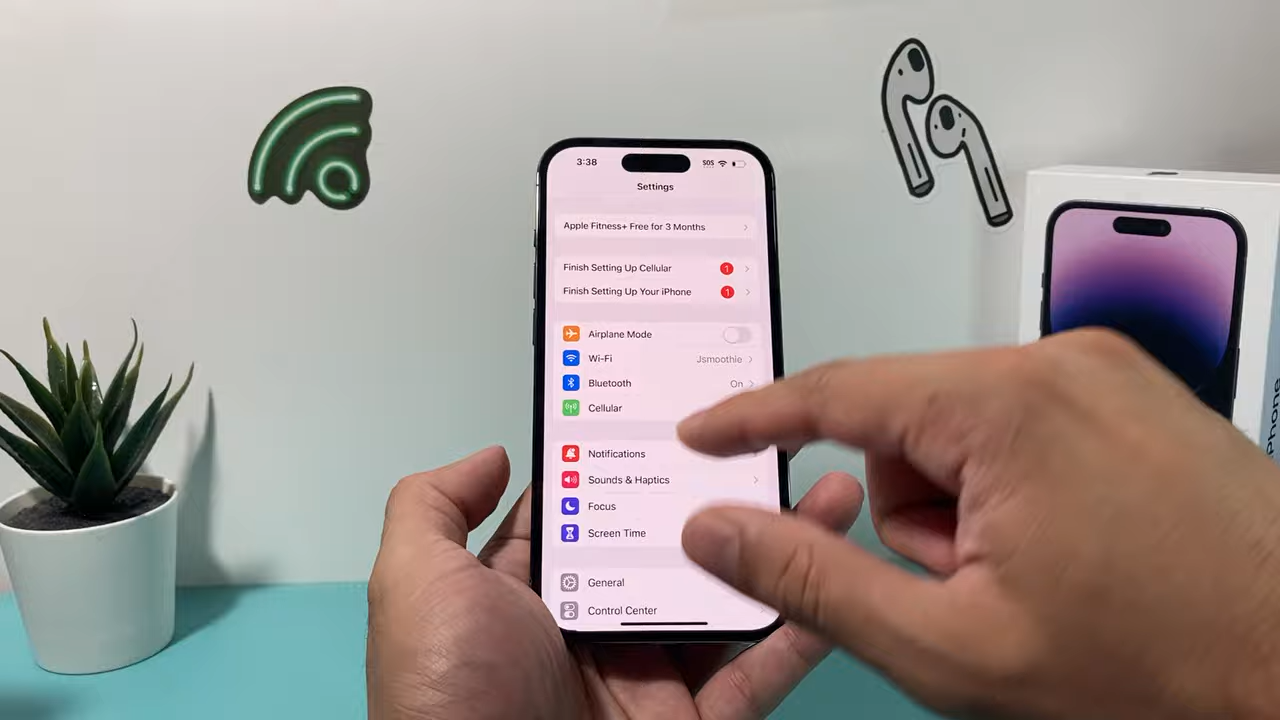 3:38
SOS
Settings
Apple Fitness+ Free for 3 Months
Finish Setting Up Cellular 1
Finish Setting Up Your iPhone 1
Airplane Mode
Wi-Fi Jsmoothie
Bluetooth On
Cellular
Notifications
Sounds & Haptics
Focus
Screen Time
General
Control Center
iPhone